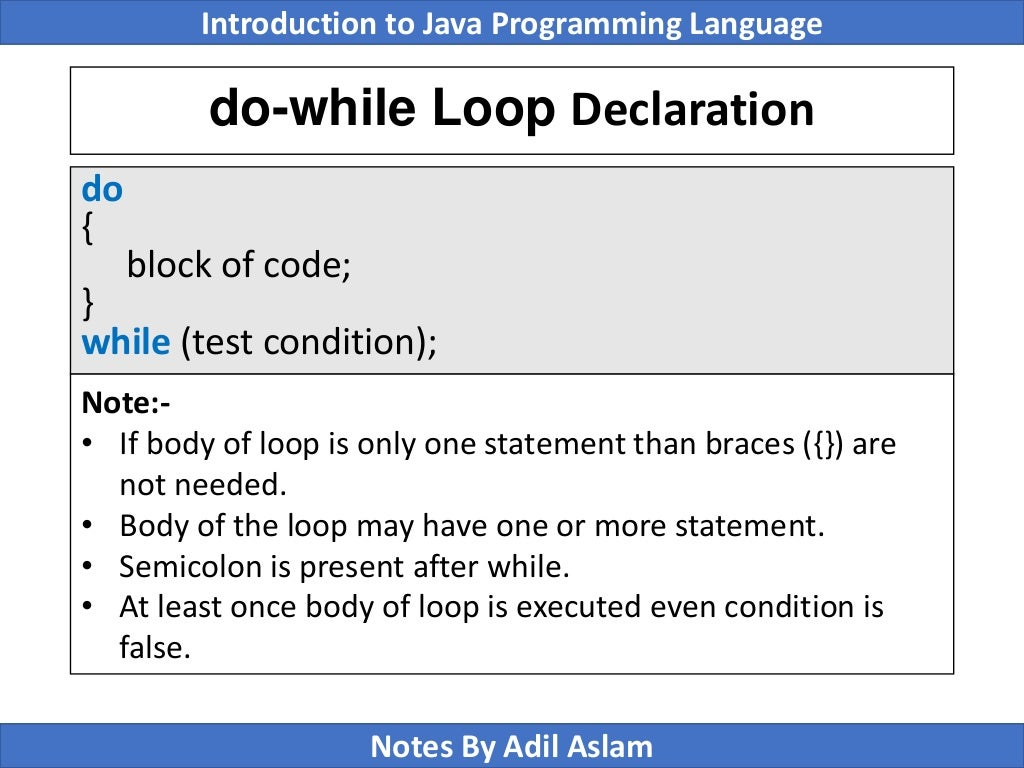 Introduction to Java Programming Language
do-while Loop Declaration
do
{
block of code;
}
while (test condition);
Note:-
• If body of loop is only one statement than braces ({}) are
not needed.
• Body of the loop may have one or more statement.
• Semicolon is present after while.
• At least once body of loop is executed even condition is
false.
Notes By Adil Aslam